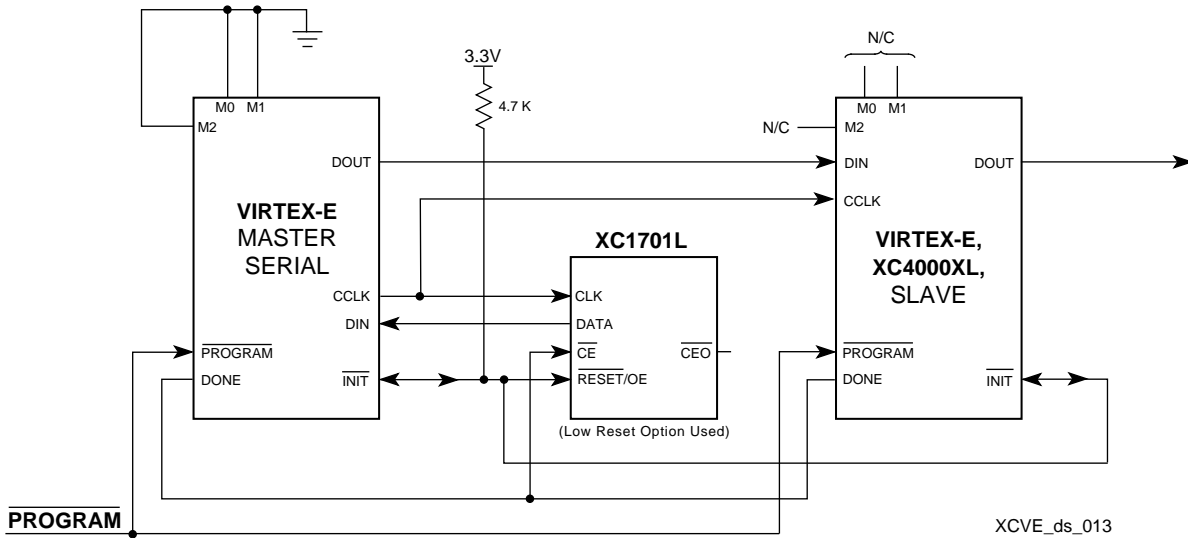 N/C
3.3V
4.7 K
M0 M1
M2
DOUT
VIRTEX-E
MASTER
SERIAL
CCLK
DIN
PROGRAM
DONE
INIT
XC1701L
CLK
DATA
CE
CEO
RESET/OE
(Low Reset Option Used)
N/C
M0 M1
M2
DIN
DOUT
CCLK
VIRTEX-E,
XC4000XL,
SLAVE
PROGRAM
DONE
INIT
PROGRAM
XCVE_ds_013